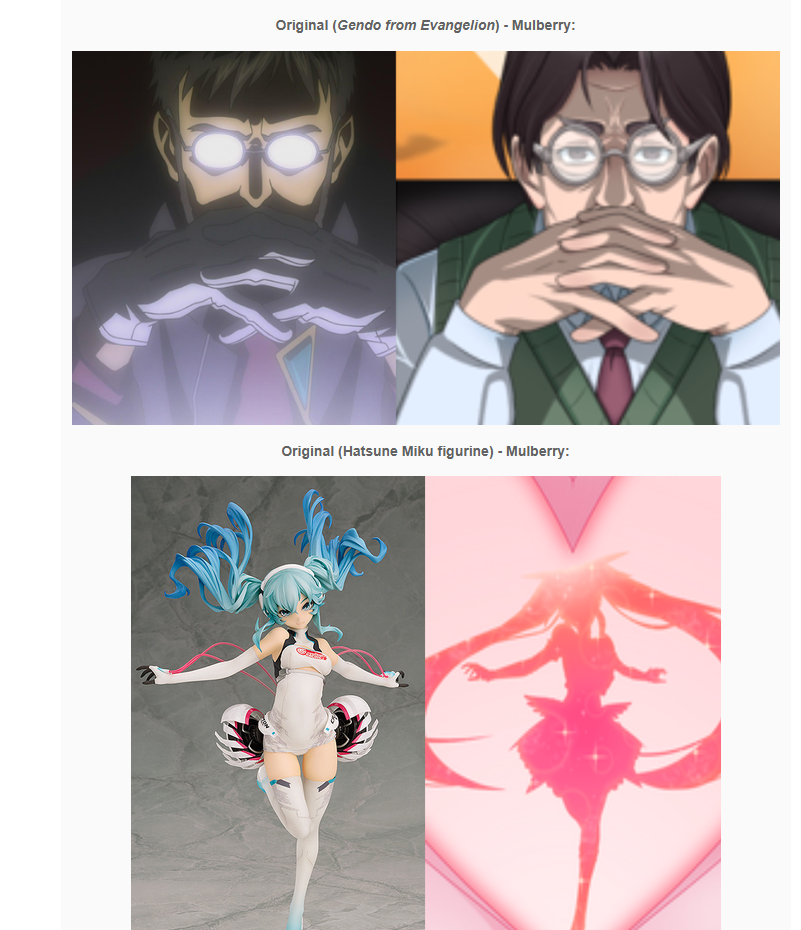 Original (Gendo from Evangelion) - Mulberry:
Original (Hatsune Miku figurine) - Mulberry: